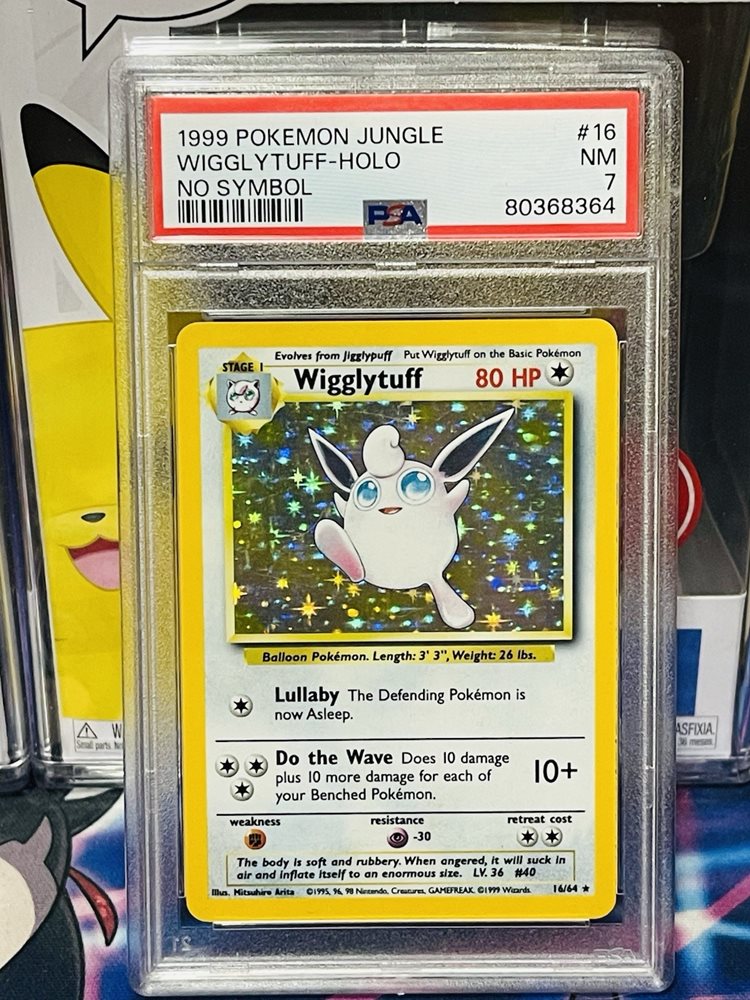 1999 POKEMON JUNGLE #16
WIGGLYTUFF-HOLO NM
NO SYMBOL 7
PSA 80368364
Evolves from Jigglypuff Put Wigglytuff on the Basic Pokémon
STAGE 1
Wigglytuff 80 HP
Balloon Pokémon. Length: 3' 3", Weight: 26 lbs.
Lullaby The Defending Pokémon is
now Asleep.
Do the Wave Does 10 damage
plus 10 more damage for each of
your Benched Pokémon.
10+
weakness resistance retreat cost
-30
The body is soft and rubbery. When angered, it will suck in
air and inflate itself to an enormous size. LV. 36 #40
Illus. Mitsuhiro Arita ©1995, 96, 98 Nintendo, Creatures, GAMEFREAK. ©1999 Wizards. 16/64
W
Small parts.
ASFIXIA.
36 meses.